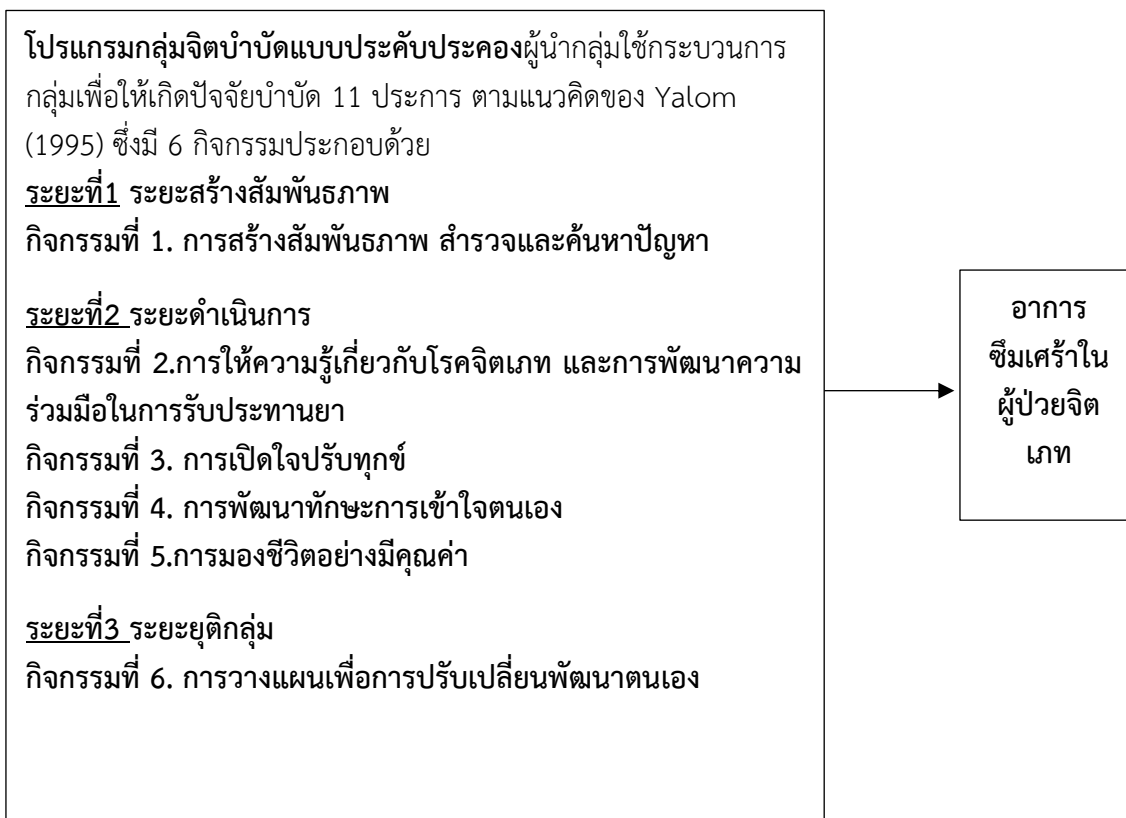 โปรแกรมกลุ่มจิตบำบัดแบบประคับประคองผู้นำกลุ่มใช้กระบวนการ
กลุ่มเพื่อให้เกิดปัจจัยบำบัด 11 ประการ ตามแนวคิดของ Yalom
(1995) ซึ่งมี 6 กิจกรรมประกอบด้วย
ระยะที่1 ระยะสร้างสัมพันธภาพ
กิจกรรมที่ 1. การสร้างสัมพันธภาพ สำรวจและค้นหาปัญหา
ระยะที่2 ระยะดำเนินการ
กิจกรรมที่ 2.การให้ความรู้เกี่ยวกับโรคจิตเภท และการพัฒนาความ
ร่วมมือในการรับประทานยา
กิจกรรมที่ 3. การเปิดใจปรับทุกข์
กิจกรรมที่ 4. การพัฒนาทักษะการเข้าใจตนเอง
กิจกรรมที่ 5.การมองชีวิตอย่างมีคุณค่า
ระยะที่3 ระยะยุติกลุ่ม
กิจกรรมที่ 6. การวางแผนเพื่อการปรับเปลี่ยนพัฒนาตนเอง
อาการ
ซึมเศร้าใน
ผู้ป่วยจิต
เภท